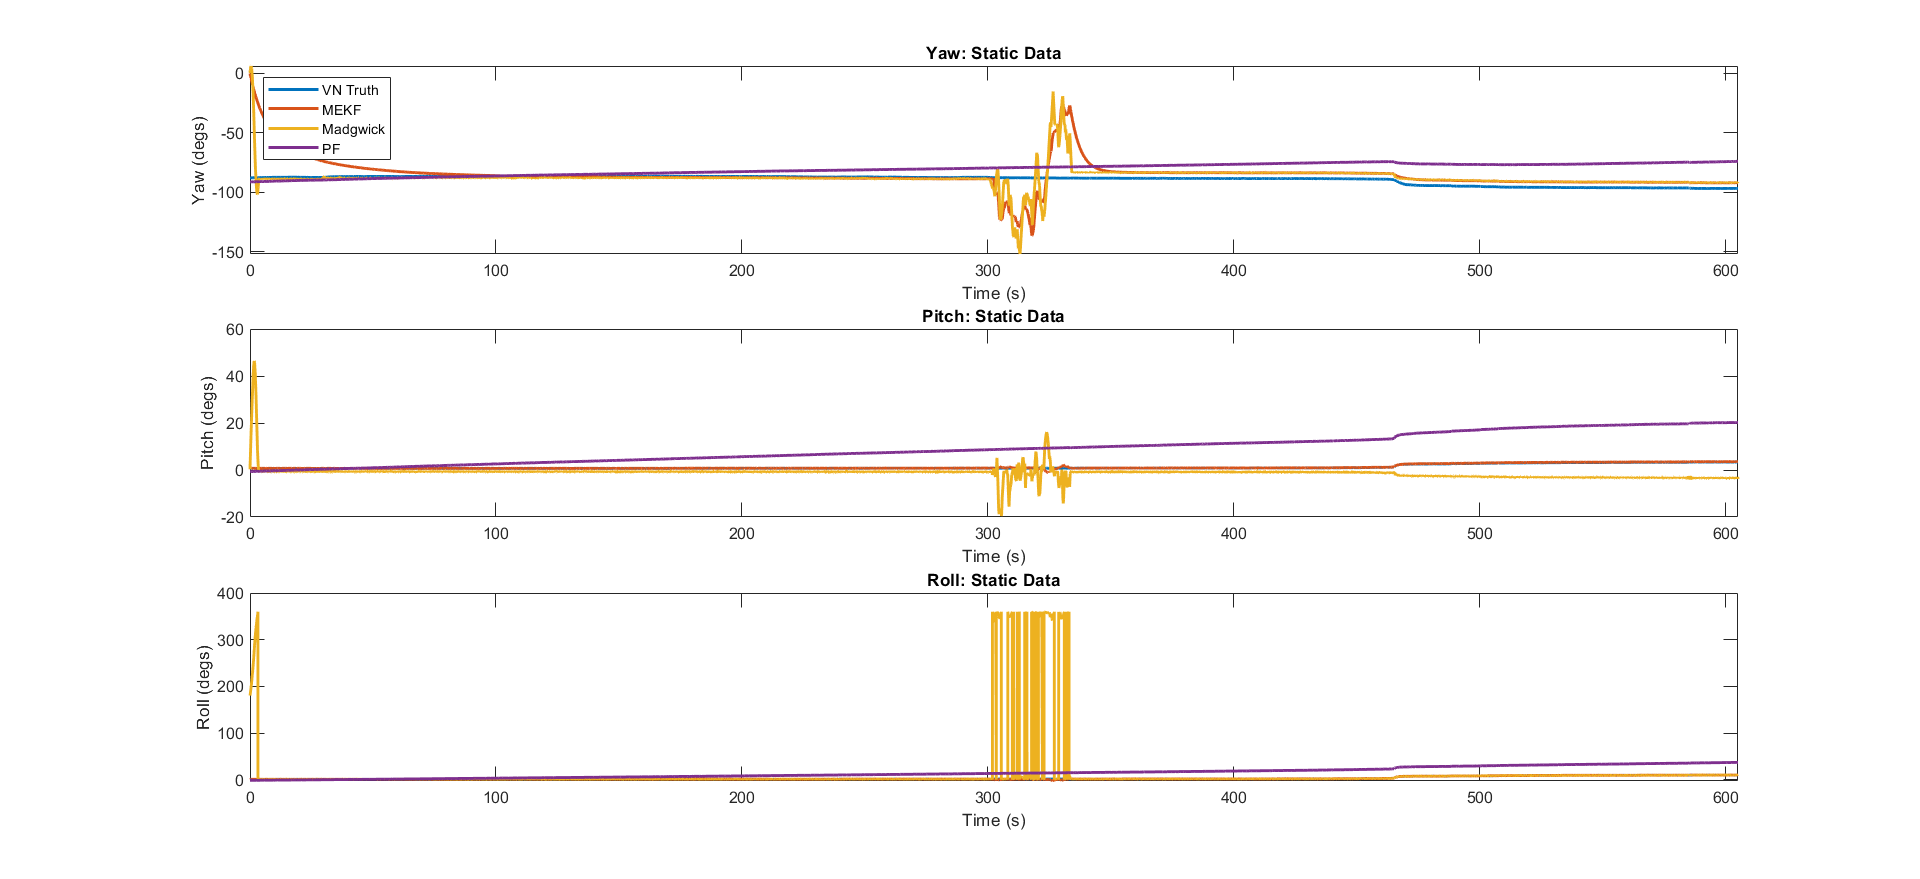 Yaw: Static Data
0
-50
-100
-150
Yaw (degs)
VN Truth
MEKF
Madgwick
PF
0 100 200 300 400 500 600
Time (s)
Pitch: Static Data
60
40
20
0
-20
Pitch (degs)
0 100 200 300 400 500 600
Time (s)
Roll: Static Data
400
300
200
100
0
Roll (degs)
0 100 200 300 400 500 600
Time (s)